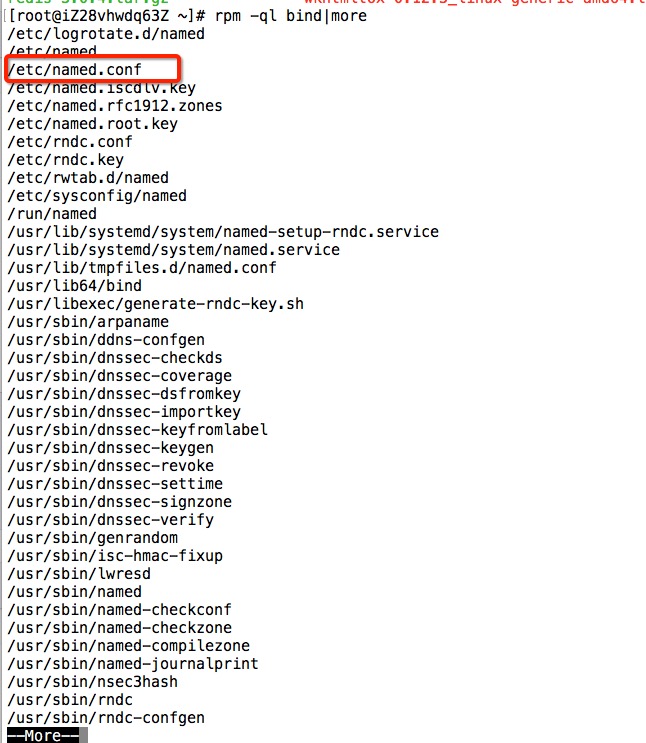 [root@iZ28vhwdq63Z ~]# rpm -ql bind|more
/etc/logrotate.d/named
/etc/named
/etc/named.conf
/etc/named.iscdlv.key
/etc/named.rfc1912.zones
/etc/named.root.key
/etc/rndc.conf
/etc/rndc.key
/etc/rwtab.d/named
/etc/sysconfig/named
/run/named
/usr/lib/systemd/system/named-setup-rndc.service
/usr/lib/systemd/system/named.service
/usr/lib/tmpfiles.d/named.conf
/usr/lib64/bind
/usr/libexec/generate-rndc-key.sh
/usr/sbin/arpaname
/usr/sbin/ddns-confgen
/usr/sbin/dnssec-checkds
/usr/sbin/dnssec-coverage
/usr/sbin/dnssec-dsfromkey
/usr/sbin/dnssec-importkey
/usr/sbin/dnssec-keyfromlabel
/usr/sbin/dnssec-keygen
/usr/sbin/dnssec-revoke
/usr/sbin/dnssec-settime
/usr/sbin/dnssec-signzone
/usr/sbin/dnssec-verify
/usr/sbin/genrandom
/usr/sbin/isc-hmac-fixup
/usr/sbin/lwresd
/usr/sbin/named
/usr/sbin/named-checkconf
/usr/sbin/named-checkzone
/usr/sbin/named-compilezone
/usr/sbin/named-journalprint
/usr/sbin/nsec3hash
/usr/sbin/rndc
/usr/sbin/rndc-confgen
--More--